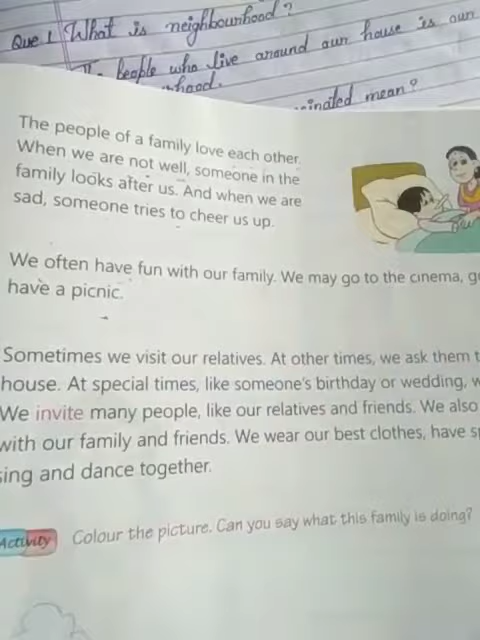 Que 1 What is neighbourhood?
people who live around our house is our
hood.
mean?
The people of a family love each other.
When we are not well, someone in the
family looks after us. And when we are
sad, someone tries to cheer us up.
We often have fun with our family. We may go to the cinema,
have a picnic.
Sometimes we visit our relatives. At other times, we ask them
house. At special times, like someone's birthday or wedding,
We invite many people, like our relatives and friends. We also
with our family and friends. We wear our best clothes, have
sing and dance together.
Activity Colour the picture. Can you say what this family is doing?